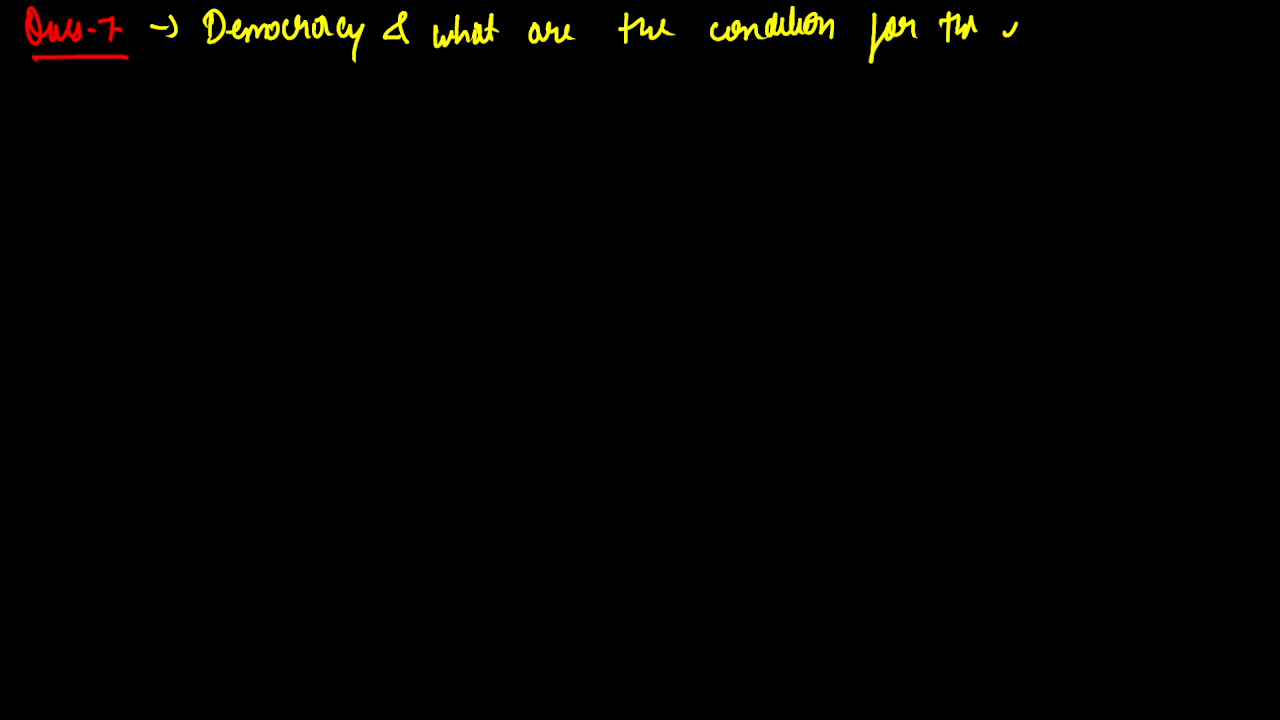 Ques-7 → Democracy & what are the condition for the